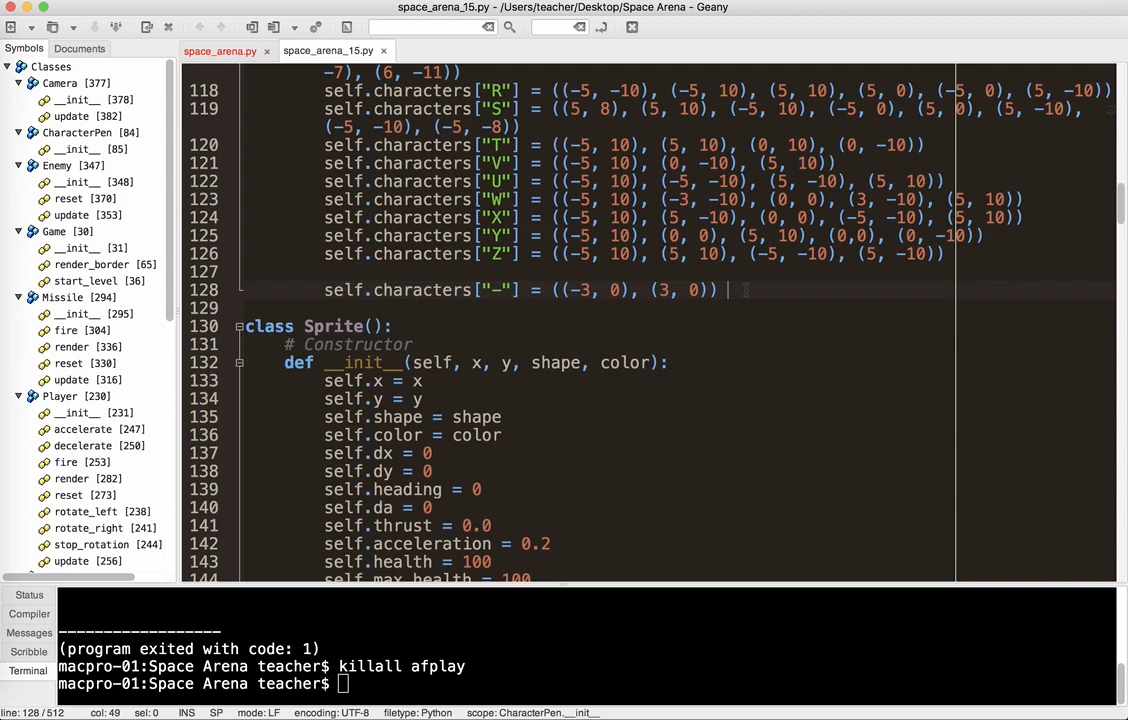 space_arena_15.py - /Users/teacher/Desktop/Space Arena - Geany
Symbols Documents
space_arena.py × space_arena_15.py ×
Classes
Camera [377]
__init__ [378]
update [382]
CharacterPen [84]
__init__ [85]
Enemy [347]
__init__ [348]
reset [370]
update [353]
Game [30]
__init__ [31]
render_border [65]
start_level [36]
Missile [294]
__init__ [295]
fire [304]
render [336]
reset [330]
update [316]
Player [230]
__init__ [231]
accelerate [247]
decelerate [250]
fire [253]
render [282]
reset [273]
rotate_left [238]
rotate_right [241]
stop_rotation [244]
update [256]
-7), (6, -11))
118 self.characters["R"] = ((-5, -10), (-5, 10), (5, 10), (5, 0), (-5, 0), (5, -10))
119 self.characters["S"] = ((5, 8), (5, 10), (-5, 10), (-5, 0), (5, 0), (5, -10),
(-5, -10), (-5, -8))
120 self.characters["T"] = ((-5, 10), (5, 10), (0, 10), (0, -10))
121 self.characters["V"] = ((-5, 10), (0, -10), (5, 10))
122 self.characters["U"] = ((-5, 10), (-5, -10), (5, -10), (5, 10))
123 self.characters["W"] = ((-5, 10), (-3, -10), (0, 0), (3, -10), (5, 10))
124 self.characters["X"] = ((-5, 10), (5, -10), (0, 0), (-5, -10), (5, 10))
125 self.characters["Y"] = ((-5, 10), (0, 0), (5, 10), (0,0), (0, -10))
126 self.characters["Z"] = ((-5, 10), (5, 10), (-5, -10), (5, -10))
127
128 self.characters["-"] = ((-3, 0), (3, 0))
129
130 class Sprite():
131 # Constructor
132 def __init__(self, x, y, shape, color):
133 self.x = x
134 self.y = y
135 self.shape = shape
136 self.color = color
137 self.dx = 0
138 self.dy = 0
139 self.heading = 0
140 self.da = 0
141 self.thrust = 0.0
142 self.acceleration = 0.2
143 self.health = 100
144 self.max_health = 100
Status
Compiler
Messages
Scribble
Terminal
------------------
(program exited with code: 1)
macpro-01:Space Arena teacher$ killall afplay
macpro-01:Space Arena teacher$
line: 128 / 512 col: 49 sel: 0 INS SP mode: LF encoding: UTF-8 filetype: Python scope: CharacterPen.__init__